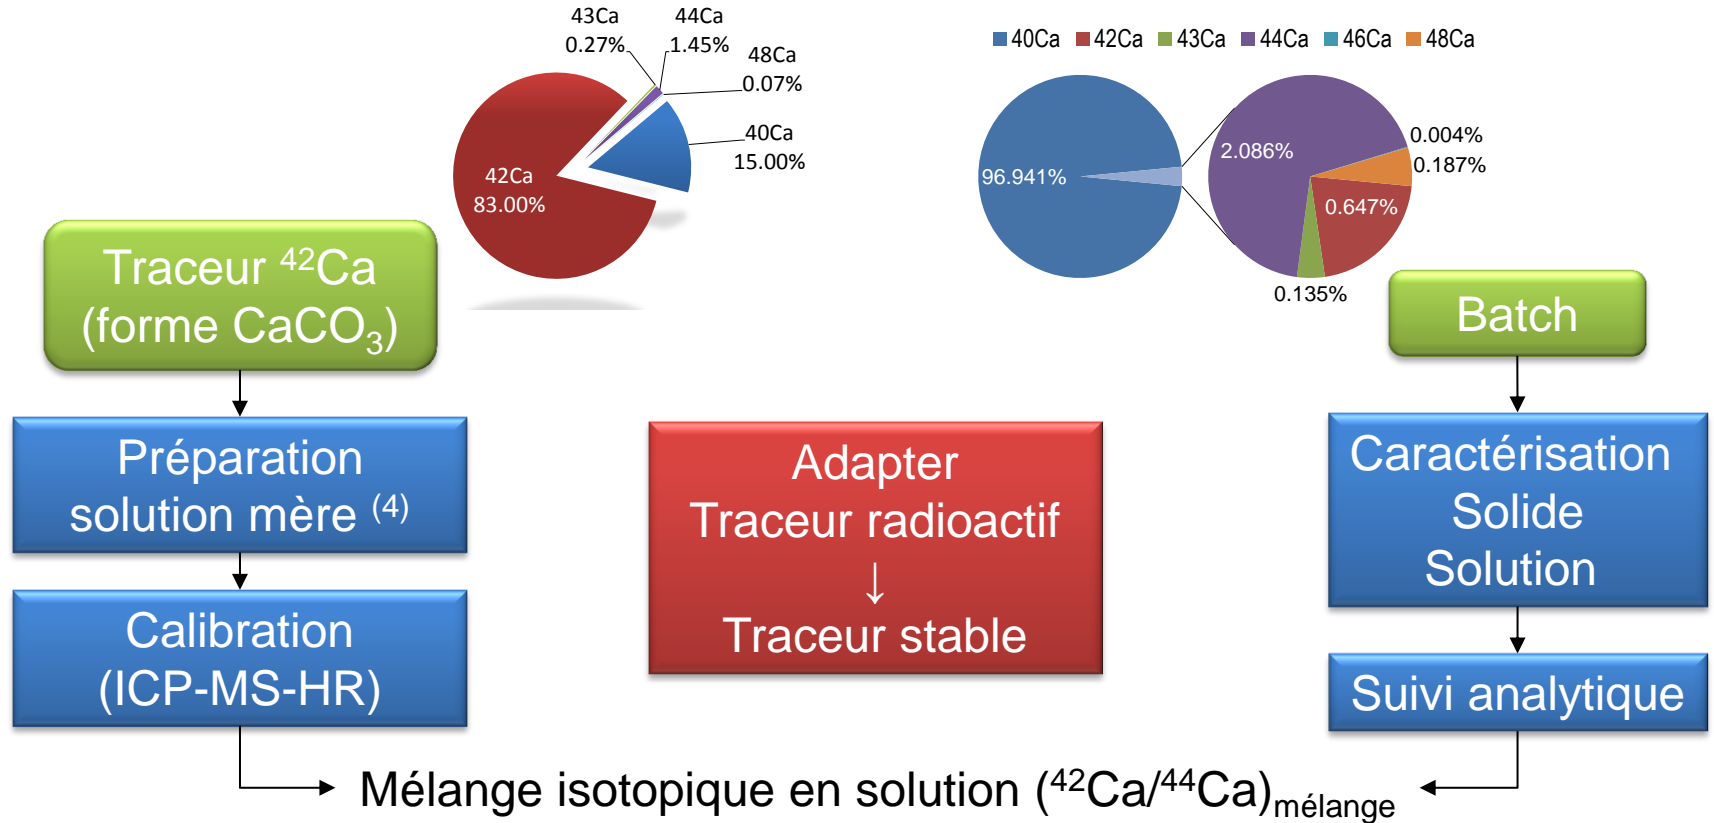 43Ca
0.27%
44Ca
1.45%
48Ca
0.07%
40Ca
15.00%
42Ca
83.00%
40Ca 42Ca 43Ca 44Ca 46Ca 48Ca
96.941%
2.086%
0.004%
0.187%
0.647%
0.135%
Traceur ⁴²Ca
(forme CaCO₃)
Préparation
solution mère ⁽⁴⁾
Calibration
(ICP-MS-HR)
Adapter
Traceur radioactif
↓
Traceur stable
Batch
Caractérisation
Solide
Solution
Suivi analytique
Mélange isotopique en solution (⁴²Ca/⁴⁴Ca)mélange